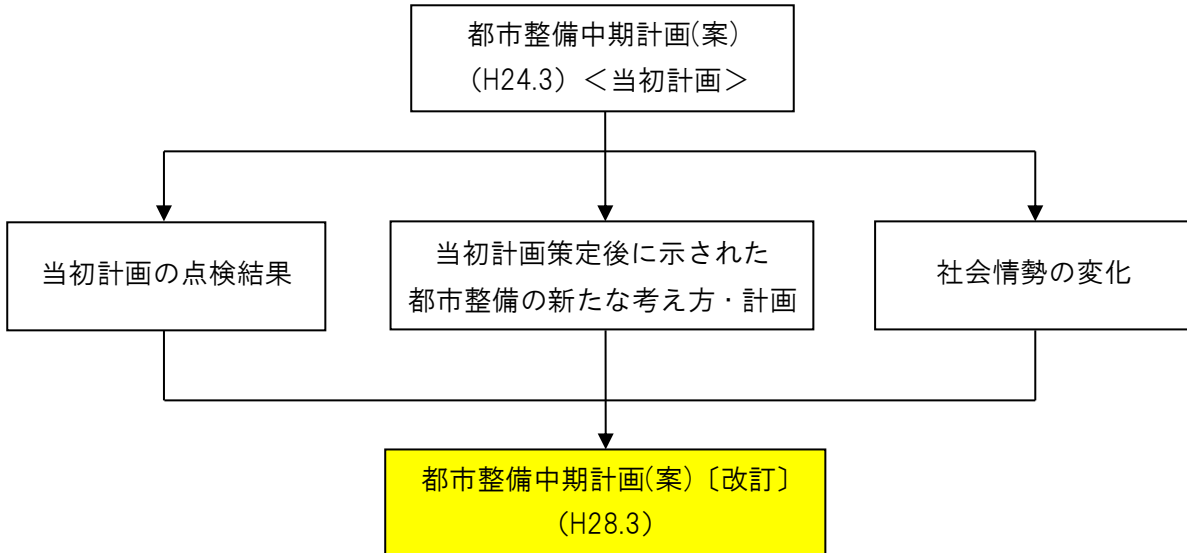 都市整備中期計画(案)
(H24.3) ＜当初計画＞
当初計画の点検結果
当初計画策定後に示された
都市整備の新たな考え方・計画
社会情勢の変化
都市整備中期計画(案)〔改訂〕
(H28.3)